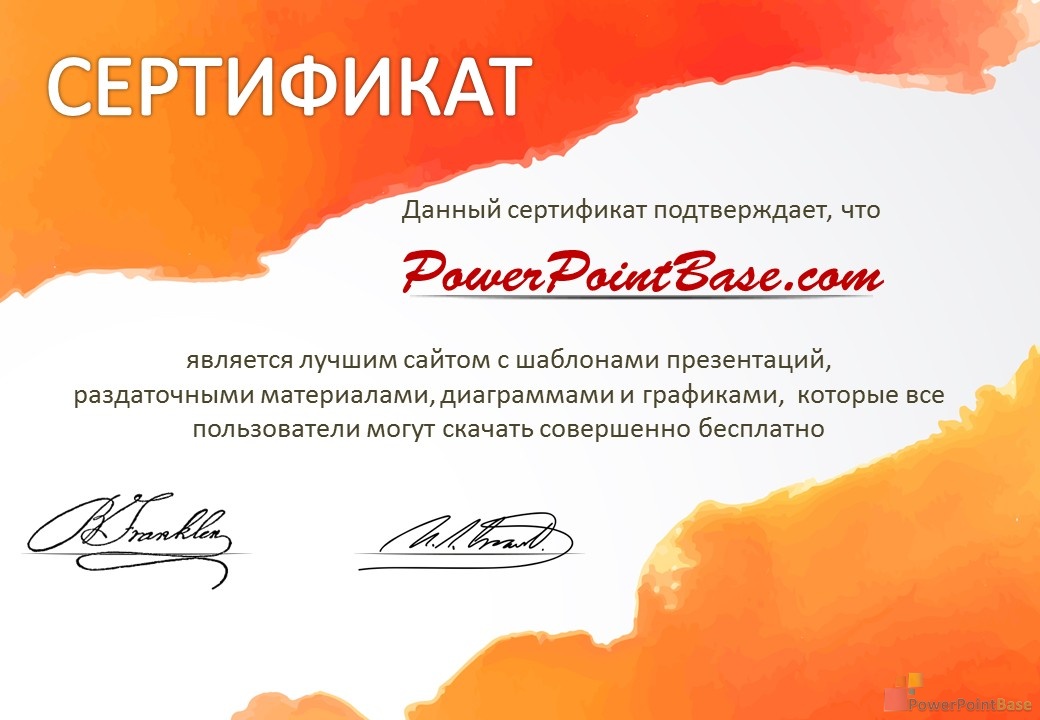 СЕРТИФИКАТ
Данный сертификат подтверждает, что
PowerPointBase.com
является лучшим сайтом с шаблонами презентаций,
раздаточными материалами, диаграммами и графиками, которые все
пользователи могут скачать совершенно бесплатно
B Franklin
PowerPointBase